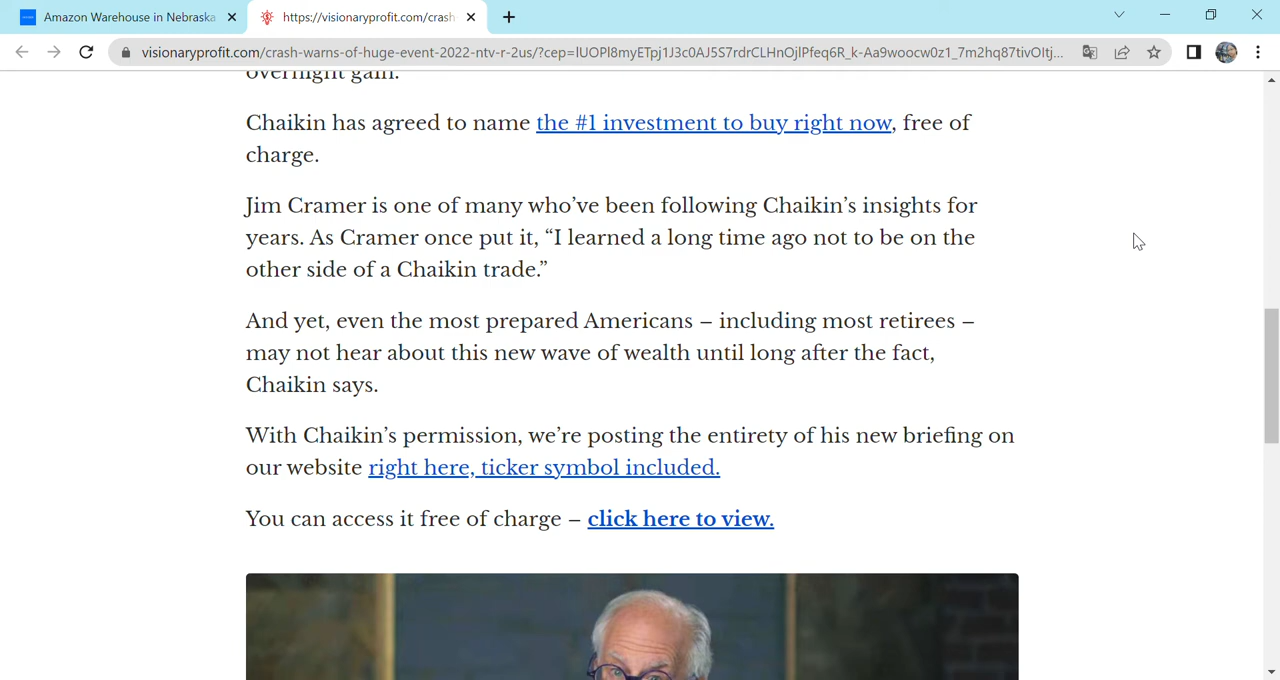 Amazon Warehouse in Nebraska
https://visionaryprofit.com/crash
visionaryprofit.com/crash-warns-of-huge-event-2022-ntv-r-2us/?cep=
overnight gain.
Chaikin has agreed to name the #1 investment to buy right now, free of
charge.
Jim Cramer is one of many who’ve been following Chaikin’s insights for
years. As Cramer once put it, “I learned a long time ago not to be on the
other side of a Chaikin trade.”
And yet, even the most prepared Americans – including most retirees –
may not hear about this new wave of wealth until long after the fact,
Chaikin says.
With Chaikin’s permission, we’re posting the entirety of his new briefing on
our website right here, ticker symbol included.
You can access it free of charge – click here to view.